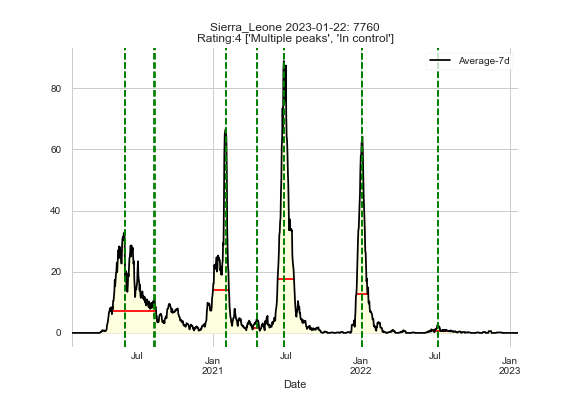 Sierra_Leone 2023-01-22: 7760
Rating:4 ['Multiple peaks', 'In control']
Average-7d
80
60
40
20
0
Jul
Jan
2021
Jul
Jan
2022
Jul
Jan
2023
Date